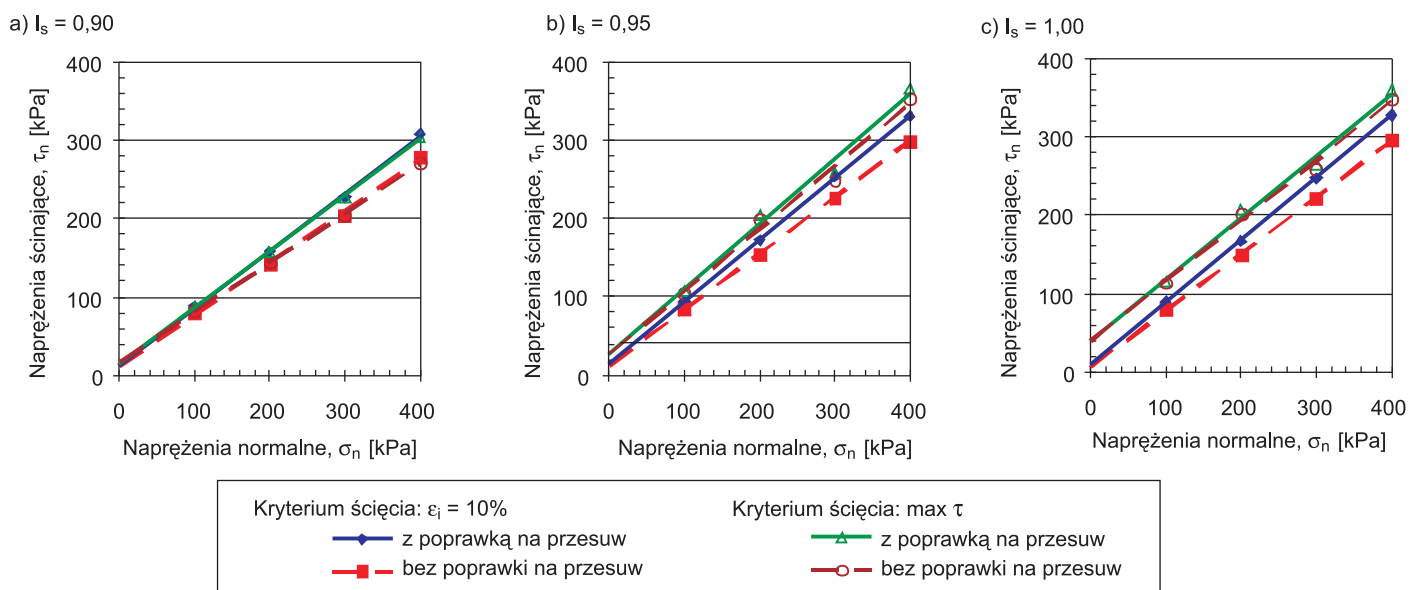 a) Is = 0,90
b) Is = 0,95
c) Is = 1,00
Naprężenia ścinające, τn [kPa]
400
300
200
100
0
0 100 200 300 400
Naprężenia normalne, σn [kPa]
Naprężenia ścinające, τn [kPa]
400
300
200
100
0
0 100 200 300 400
Naprężenia normalne, σn [kPa]
Naprężenia ścinające, τn [kPa]
400
300
200
100
0
0 100 200 300 400
Naprężenia normalne, σn [kPa]
Kryterium ścięcia: εi = 10%
z poprawką na przesuw
bez poprawki na przesuw
Kryterium ścięcia: max τ
z poprawką na przesuw
bez poprawki na przesuw